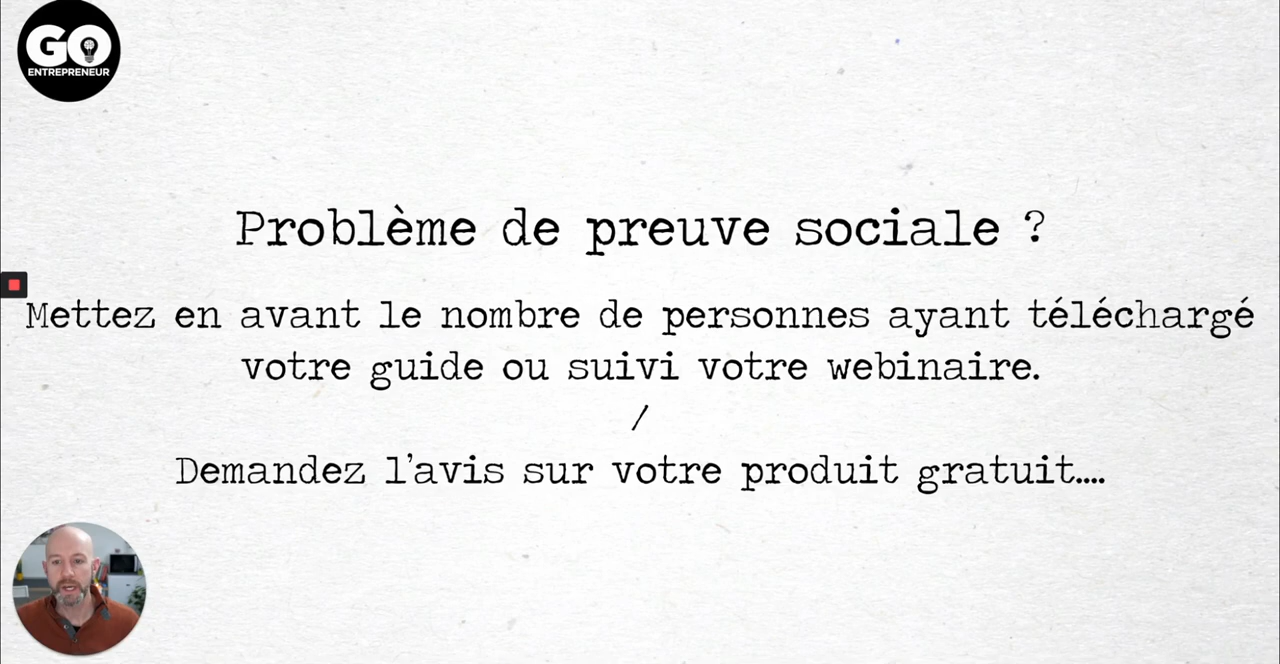 GO
ENTREPRENEUR
Problème de preuve sociale ?
Mettez en avant le nombre de personnes ayant téléchargé
votre guide ou suivi votre webinaire.
/
Demandez l'avis sur votre produit gratuit....